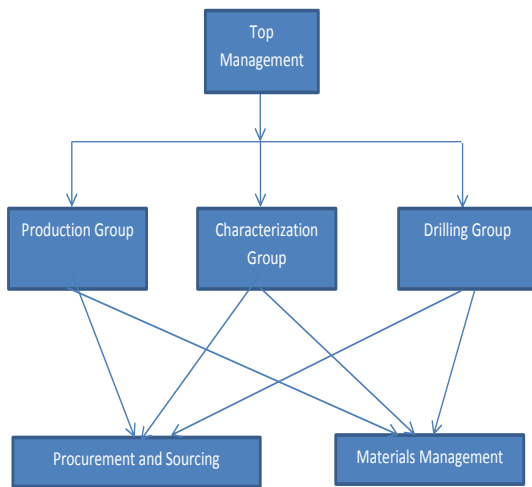 Top
Management
Production Group
Characterization
Group
Drilling Group
Procurement and Sourcing
Materials Management